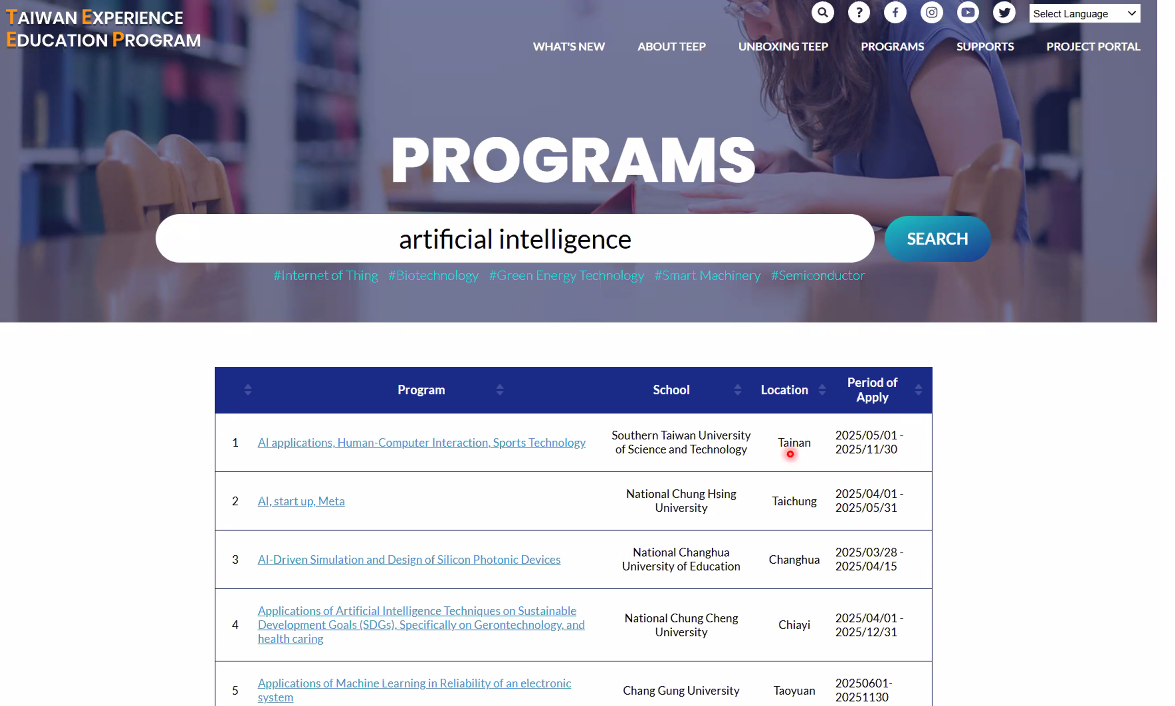 TAIWAN EXPERIENCE
EDUCATION PROGRAM
?
Select Language
WHAT'S NEW ABOUT TEEP UNBOXING TEEP PROGRAMS SUPPORTS PROJECT PORTAL
PROGRAMS
artificial intelligence
SEARCH
#Internet of Thing #Biotechnology #Green Energy Technology #Smart Machinery #Semiconductor
Program School Location Period of
Apply
1 AI applications, Human-Computer Interaction, Sports Technology Southern Taiwan University
of Science and Technology Tainan 2025/05/01 -
2025/11/30
2 AI, start up, Meta National Chung Hsing
University Taichung 2025/04/01 -
2025/05/31
3 AI-Driven Simulation and Design of Silicon Photonic Devices National Changhua
University of Education Changhua 2025/03/28 -
2025/04/15
4 Applications of Artificial Intelligence Techniques on Sustainable
Development Goals (SDGs), Specifically on Gerontechnology, and
health caring National Chung Cheng
University Chiayi 2025/04/01 -
2025/12/31
5 Applications of Machine Learning in Reliability of an electronic
system Chang Gung University Taoyuan 20250601-
20251130